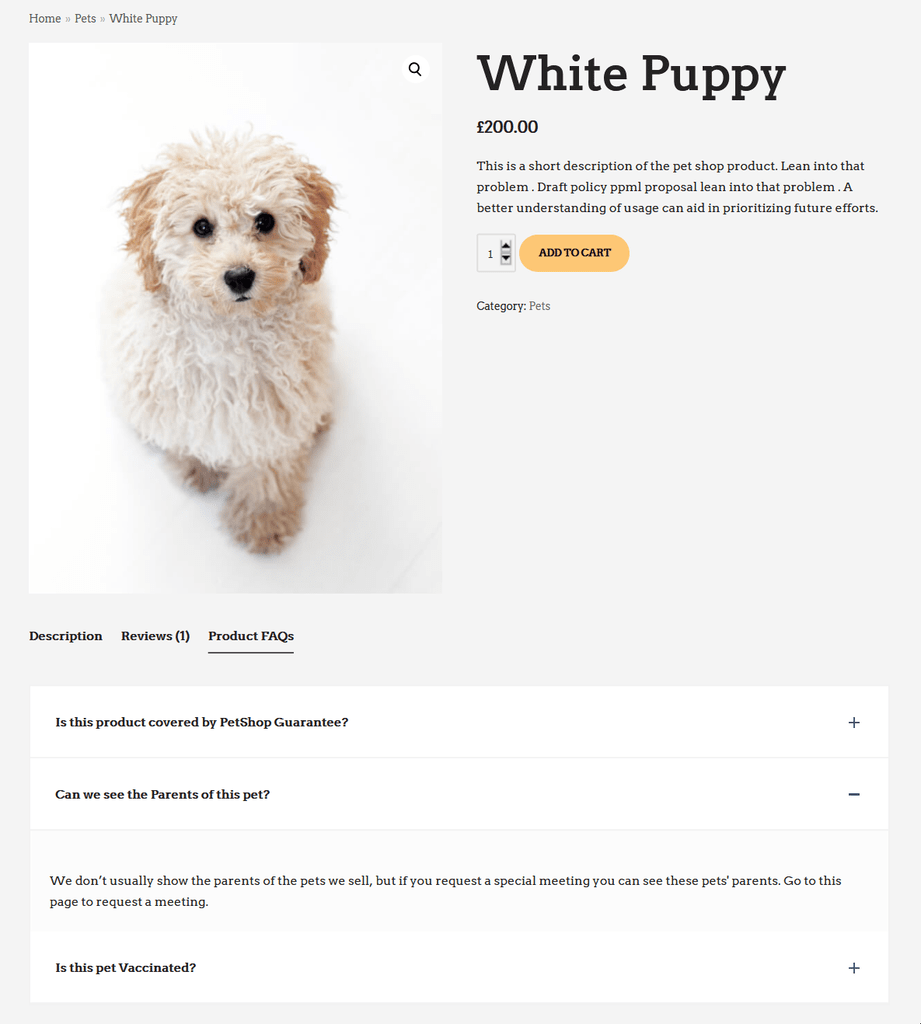 Home » Pets » White Puppy
White Puppy
£200.00
This is a short description of the pet shop product. Lean into that
problem . Draft policy ppml proposal lean into that problem . A
better understanding of usage can aid in prioritizing future efforts.
1 ADD TO CART
Category: Pets
Description Reviews (1) Product FAQs
Is this product covered by PetShop Guarantee?
Can we see the Parents of this pet?
We don’t usually show the parents of the pets we sell, but if you request a special meeting you can see these pets' parents. Go to this
page to request a meeting.
Is this pet Vaccinated?